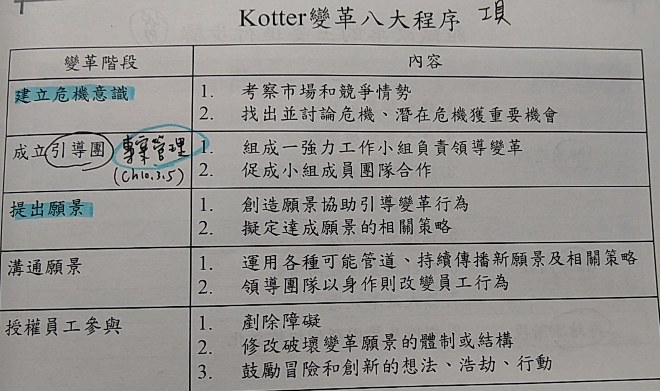 Kotter變革八大程序 項
變革階段 內容
建立危機意識
1. 考察市場和競爭情勢
2. 找出並討論危機、潛在危機獲重要機會
成立引導團 專案管理
(Ch10.3.5)
1. 組成一強力工作小組負責領導變革
2. 促成小組成員團隊合作
提出願景
1. 創造願景協助引導變革行為
2. 擬定達成願景的相關策略
溝通願景
1. 運用各種可能管道、持續傳播新願景及相關策略
2. 領導團隊以身作則改變員工行為
授權員工參與
1. 剷除障礙
2. 修改破壞變革願景的體制或結構
3. 鼓勵冒險和創新的想法、浩劫、行動